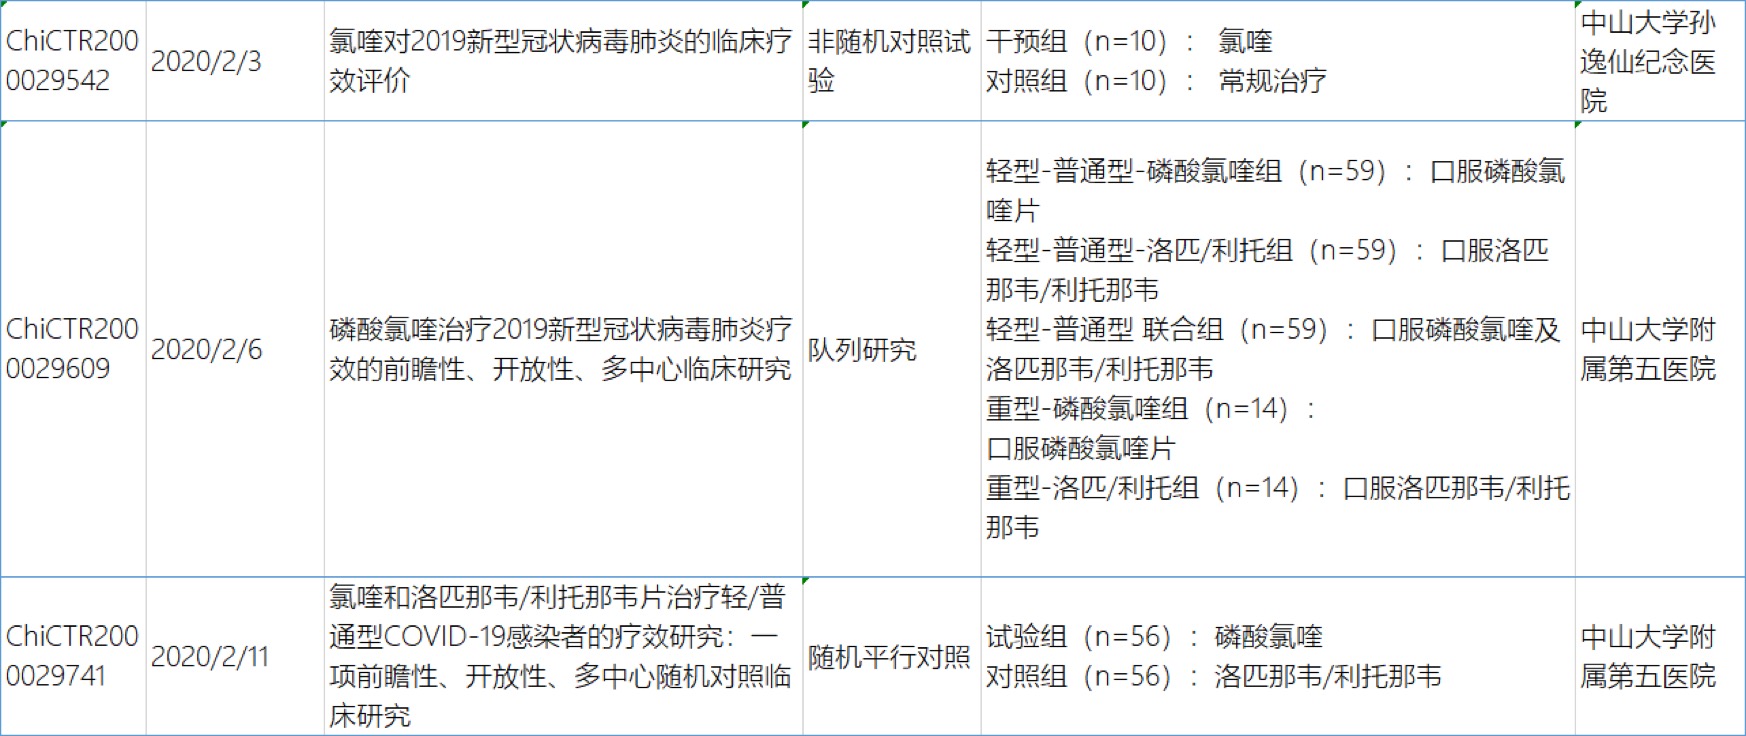 ChiCTR200
0029542
2020/2/3
氯喹对2019新型冠状病毒肺炎的临床疗
效评价
非随机对照试
验
干预组（n=10）： 氯喹
对照组（n=10）： 常规治疗
中山大学孙
逸仙纪念医
院
ChiCTR200
0029609
2020/2/6
磷酸氯喹治疗2019新型冠状病毒肺炎疗
效的前瞻性、开放性、多中心临床研究
队列研究
轻型-普通型-磷酸氯喹组（n=59）：口服磷酸氯
喹片
轻型-普通型-洛匹/利托组（n=59）：口服洛匹
那韦/利托那韦
轻型-普通型 联合组（n=59）：口服磷酸氯喹及
洛匹那韦/利托那韦
重型-磷酸氯喹组（n=14）：
口服磷酸氯喹片
重型-洛匹/利托组（n=14）：口服洛匹那韦/利托
那韦
中山大学附
属第五医院
ChiCTR200
0029741
2020/2/11
氯喹和洛匹那韦/利托那韦片治疗轻/普
通型COVID-19感染者的疗效研究：一
项前瞻性、开放性、多中心随机对照临
床研究
随机平行对照
试验组（n=56）：磷酸氯喹
对照组（n=56）：洛匹那韦/利托那韦
中山大学附
属第五医院